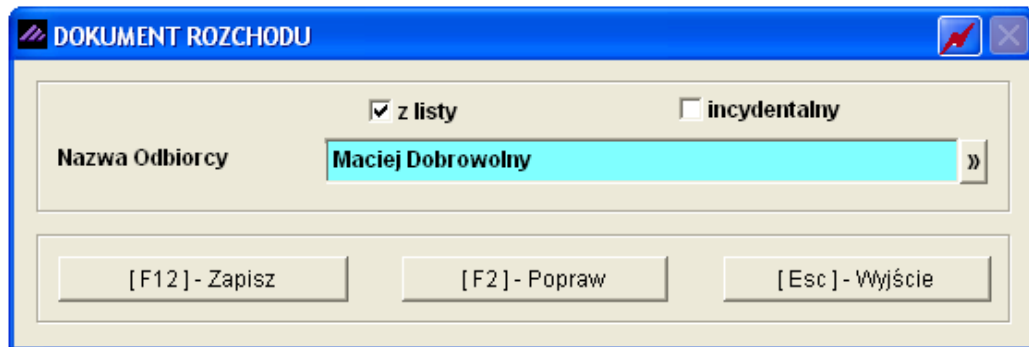 DOKUMENT ROZCHODU
z listy incydentalny
Nazwa Odbiorcy Maciej Dobrowolny »
[ F12 ] - Zapisz [ F2 ] - Popraw [ Esc ] - Wyjście